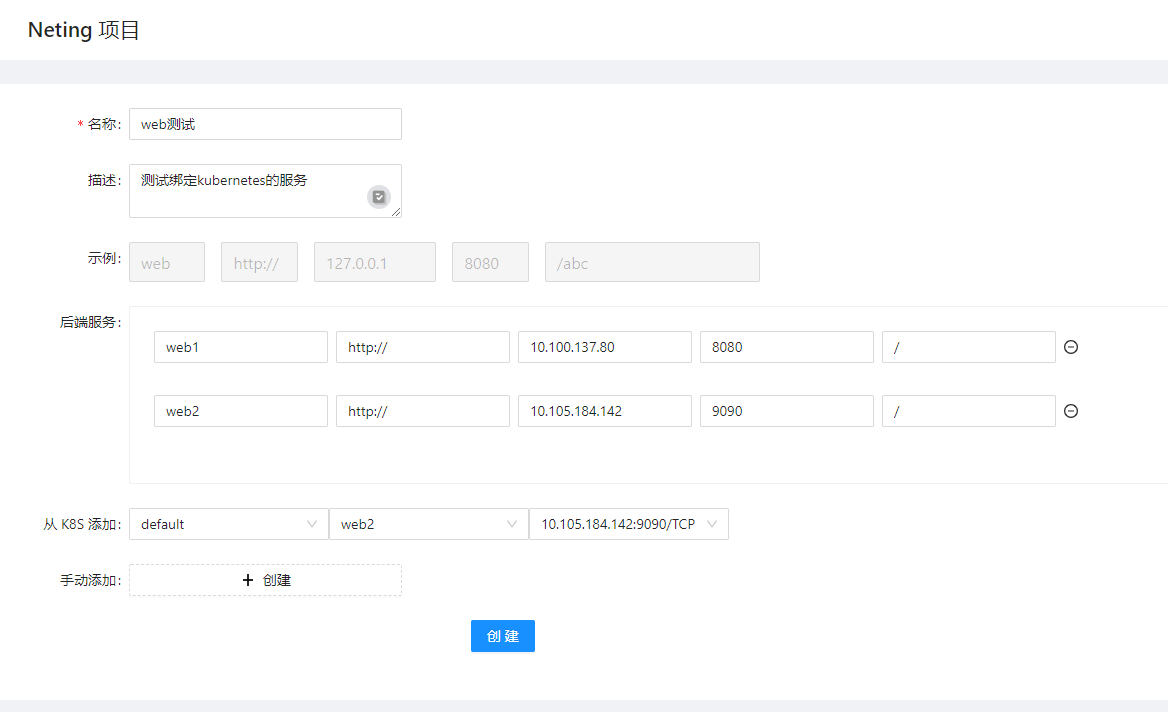 Neting 项目
* 名称: web测试
描述: 测试绑定kubernetes的服务
示例: web http:// 127.0.0.1 8080 /abc
后端服务: web1 http:// 10.100.137.80 8080 /
web2 http:// 10.105.184.142 9090 /
从 K8S 添加: default web2 10.105.184.142:9090/TCP
手动添加: + 创建
创 建